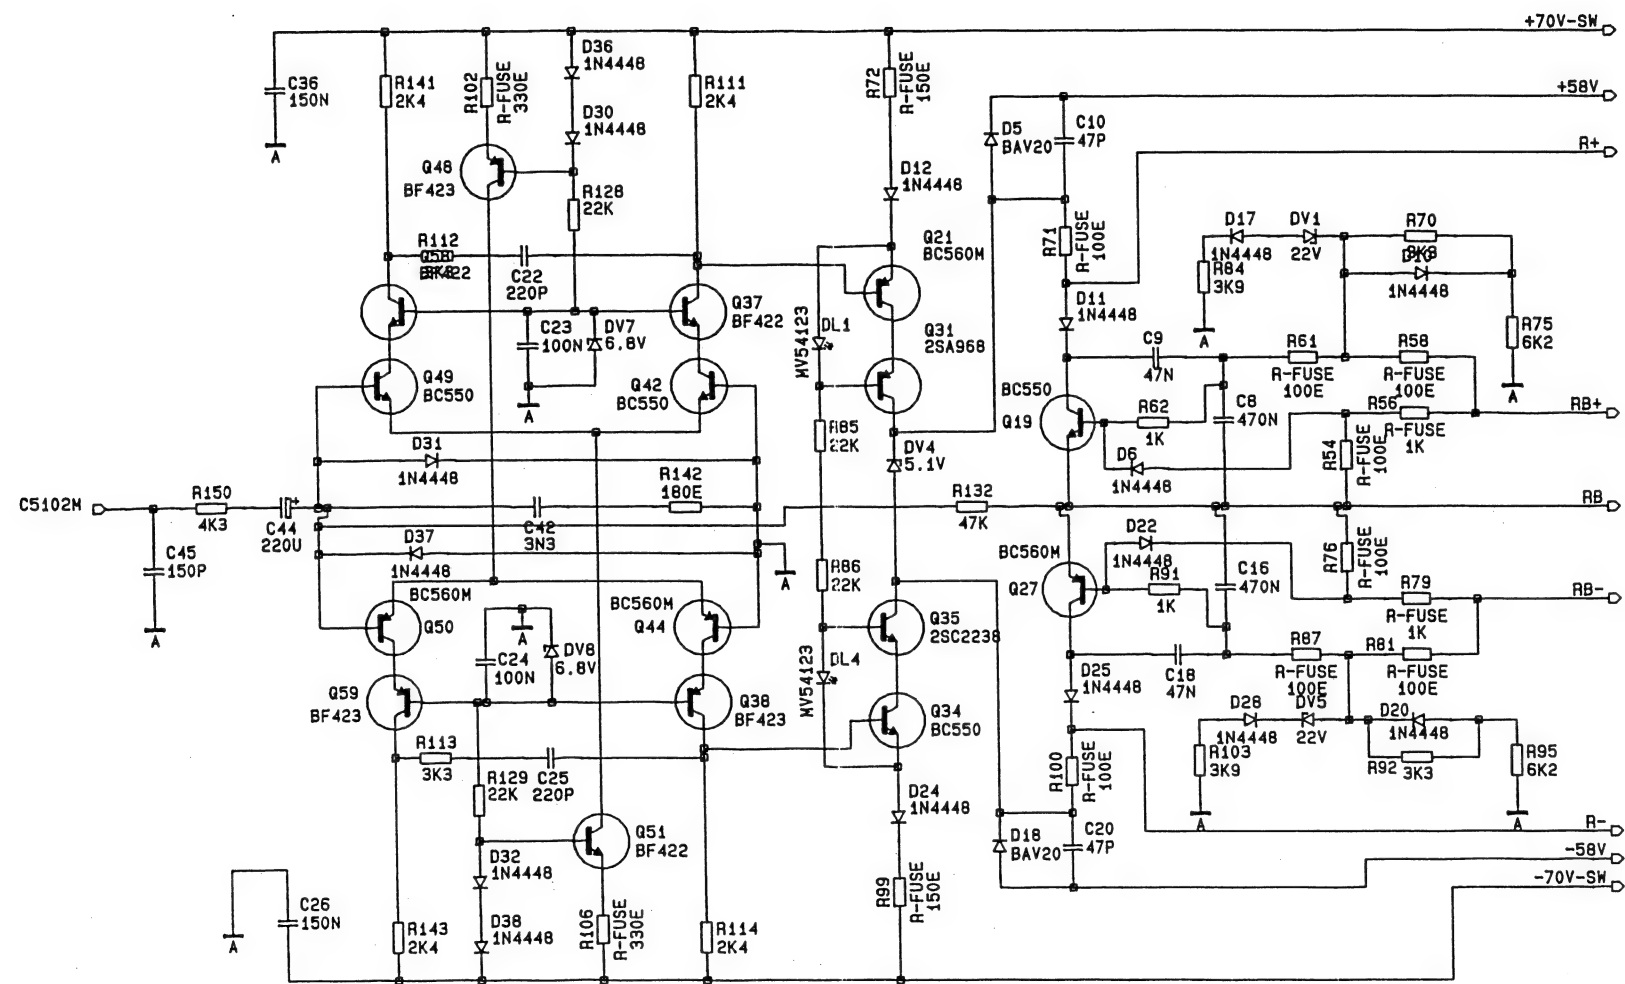 +70V-SW
C36
150N
A
R141
2K4
R102
R-FUSE
330E
D36
1N4448
D30
1N4448
R111
2K4
R72
R-FUSE
150E
+58V
D5
BAV20
C10
47P
R+
Q48
BF423
R128
22K
D12
1N4448
R112
C22
220P
Q21
BC560M
R71
R-FUSE
100E
D17
1N4448
DV1
22V
R70
1N4448
R84
3K9
A
Q37
BF422
C23
100N
DV7
6.8V
A
DL1
MV54123
Q31
2SA968
D11
1N4448
C9
47N
R61
R-FUSE
100E
R58
R-FUSE
100E
R75
6K2
A
Q49
BC550
Q42
BC550
BC550
Q19
R62
1K
C8
470N
R56
R-FUSE
1K
RB+
R85
22K
DV4
5.1V
D6
1N4448
R54
R-FUSE
100E
D31
1N4448
R142
180E
C5102M
R150
4K3
+
C44
220U
C42
3N3
R132
47K
RB
C45
150P
A
D37
1N4448
A
BC560M
Q27
D22
1N4448
R91
1K
C16
470N
R76
R-FUSE
100E
R79
R-FUSE
1K
RB-
R86
22K
BC560M
Q50
BC560M
Q44
A
C24
100N
DV8
6.8V
Q35
2SC2238
DL4
MV54123
Q59
BF423
Q38
BF423
Q34
BC550
D25
1N4448
C18
47N
R87
R-FUSE
100E
R81
R-FUSE
100E
D28
1N4448
DV5
22V
D20
1N4448
R92
3K3
R103
3K9
A
R95
6K2
A
R113
3K3
C25
220P
R129
22K
R100
R-FUSE
100E
D24
1N4448
Q51
BF422
D18
BAV20
C20
47P
R-
-58V
-70V-SW
D32
1N4448
R99
R-FUSE
150E
C26
150N
A
R143
2K4
D38
1N4448
R106
R-FUSE
330E
R114
2K4